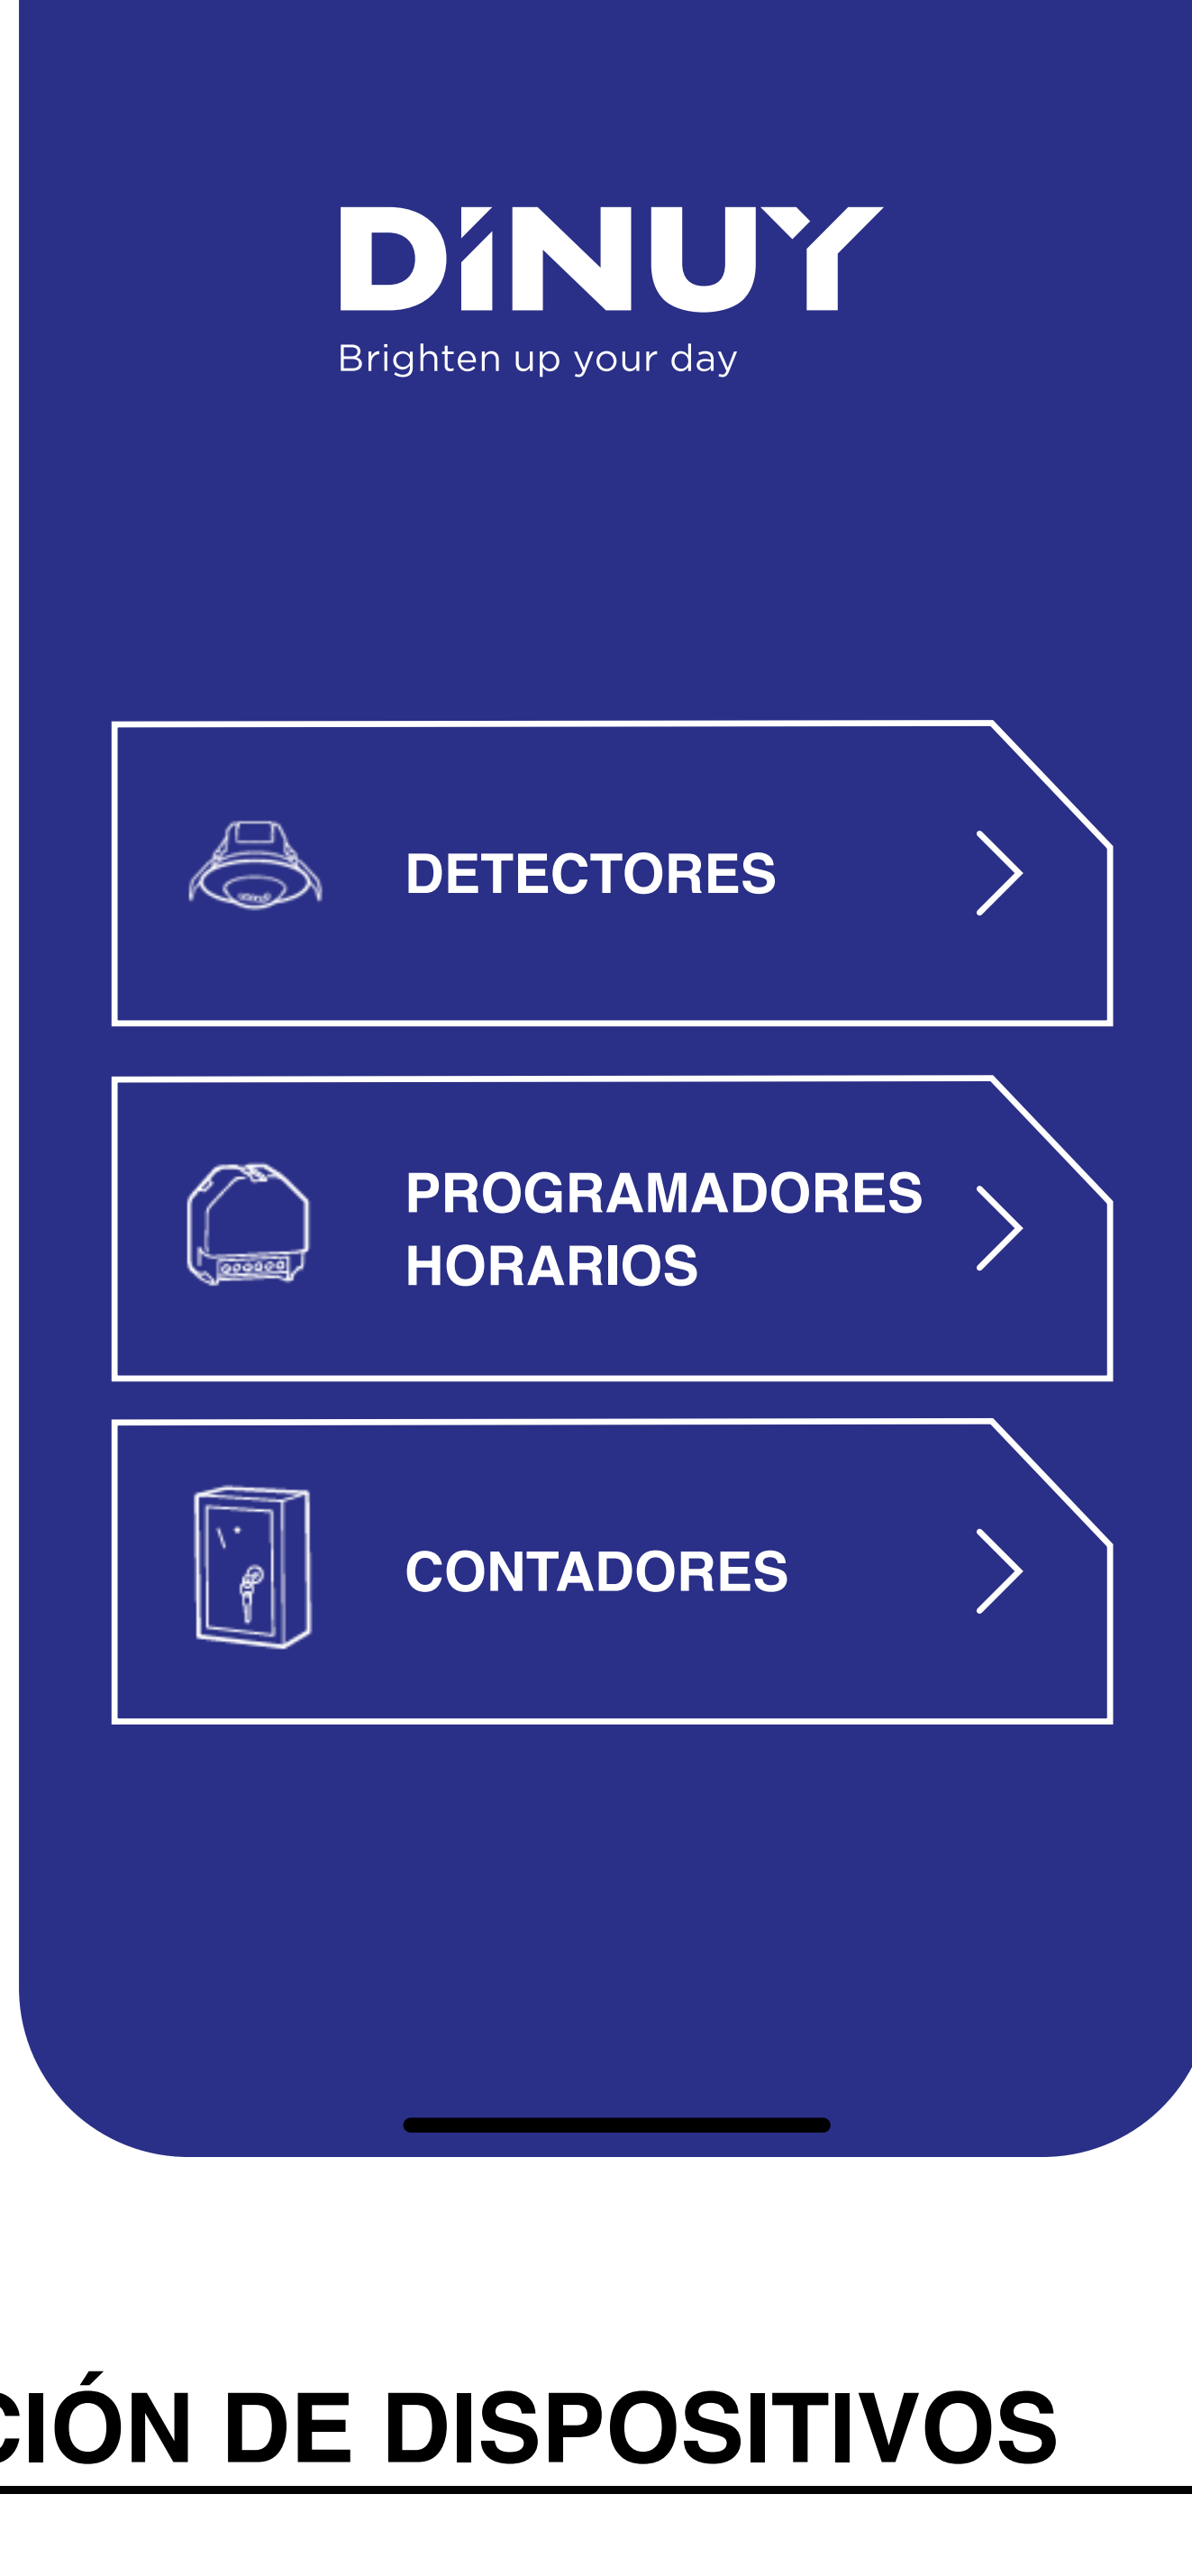 DINUY
Brighten up your day
DETECTORES
PROGRAMADORES
HORARIOS
CONTADORES
CIÓN DE DISPOSITIVOS